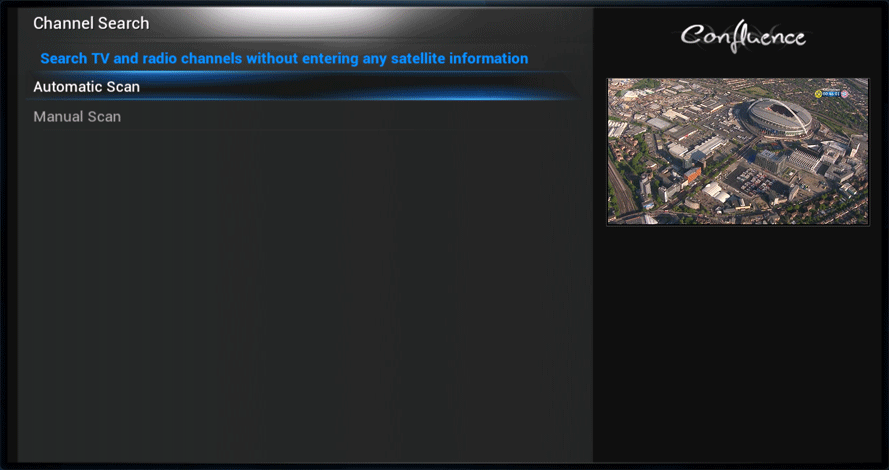 Channel Search
Search TV and radio channels without entering any satellite information
Automatic Scan
Manual Scan
Confluence